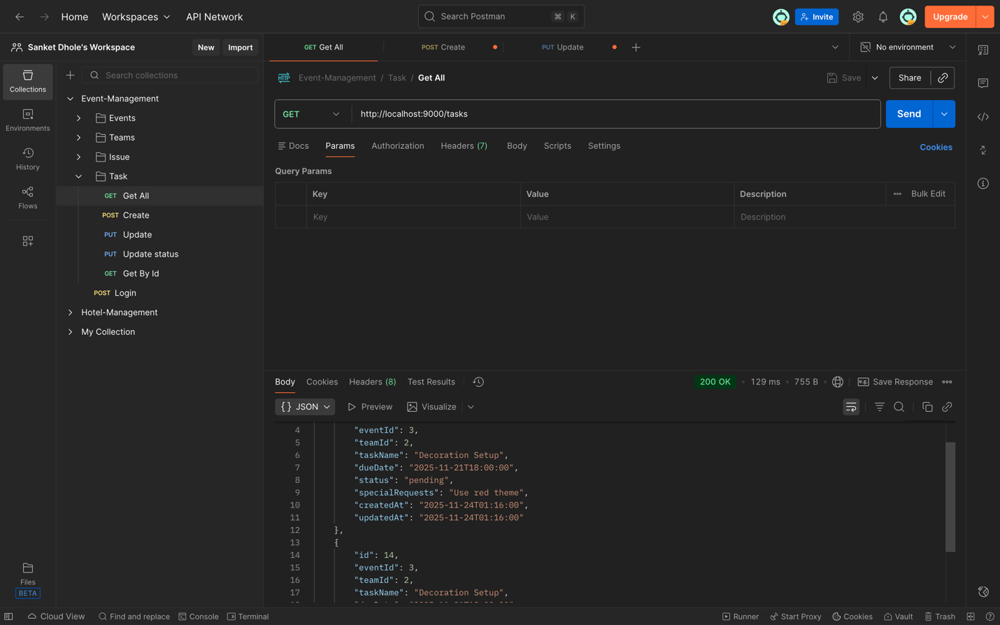 Home Workspaces API Network Search Postman ⌘ K Invite Upgrade
Sanket Dhole's Workspace New Import GET Get All POST Create PUT Update No environment
Search collections
Collections
Environments
History
Flows
Files
BETA
Event-Management
Events
Teams
Issue
Task
GET Get All
POST Create
PUT Update
PUT Update status
GET Get By Id
POST Login
Hotel-Management
My Collection
HTTP Event-Management / Task / Get All Save Share
GET http://localhost:9000/tasks Send
Docs Params Authorization Headers (7) Body Scripts Settings Cookies
Query Params
Key Value Description Bulk Edit
Key Value Description
Body Cookies Headers (8) Test Results 200 OK • 129 ms • 755 B e.g. Save Response
{} JSON Preview Visualize
4 "eventId": 3,
5 "teamId": 2,
6 "taskName": "Decoration Setup",
7 "dueDate": "2025-11-21T18:00:00",
8 "status": "pending",
9 "specialRequests": "Use red theme",
10 "createdAt": "2025-11-24T01:16:00",
11 "updatedAt": "2025-11-24T01:16:00"
12 },
13 {
14 "id": 14,
15 "eventId": 3,
16 "teamId": 2,
17 "taskName": "Decoration Setup",
Cloud View Find and replace Console Terminal Runner Start Proxy Cookies Vault Trash